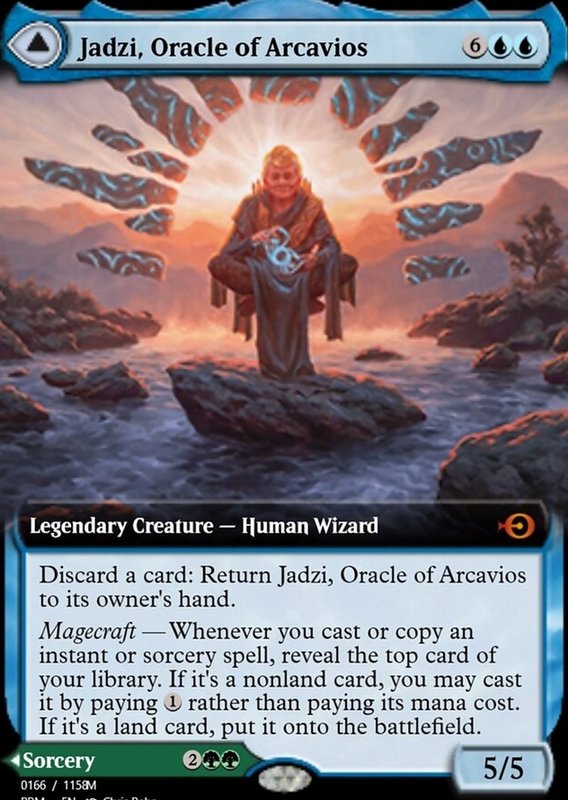 Jadzi, Oracle of Arcavios 6
Legendary Creature — Human Wizard
Discard a card: Return Jadzi, Oracle of Arcavios
to its owner's hand.
Magecraft — Whenever you cast or copy an
instant or sorcery spell, reveal the top card of
your library. If it's a nonland card, you may cast
it by paying 1 rather than paying its mana cost.
If it's a land card, put it onto the battlefield.
Sorcery 2
5/5
0166 / 1158M